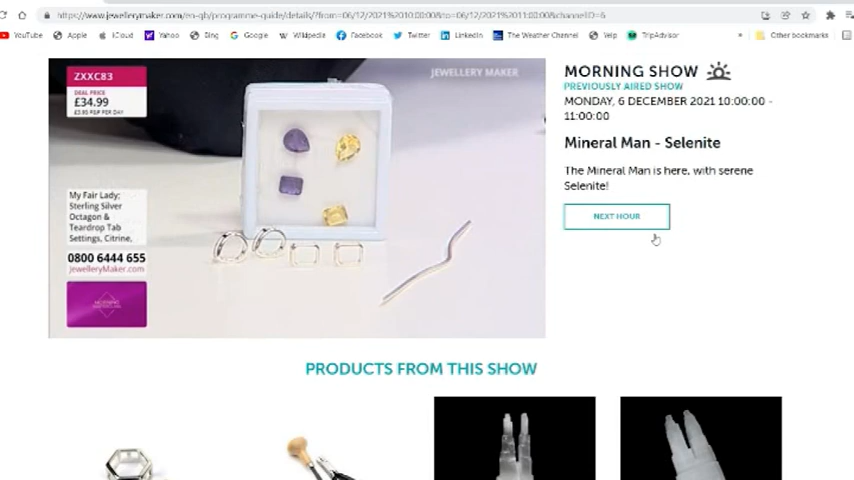 https://www.jewellerymaker.com/en-gb/programme-guide/details/?from=06/12/2021%2010:00:00&to=06/12/2021%2011:00:00&channelID=6
YouTube Apple iCloud Yahoo Bing Google Wikipedia Facebook Twitter LinkedIn The Weather Channel Yelp TripAdvisor » Other bookmarks
ZXXC83
DEAL PRICE
£34.99
JEWELLERY MAKER
My Fair Lady:
Sterling Silver
Octagon &
Teardrop Tab
Settings, Citrine,
0800 6444 655
JewelleryMaker.com
MORNING SHOW
PREVIOUSLY AIRED SHOW
MONDAY, 6 DECEMBER 2021 10:00:00 -
11:00:00
Mineral Man - Selenite
The Mineral Man is here, with serene
Selenite!
NEXT HOUR
PRODUCTS FROM THIS SHOW